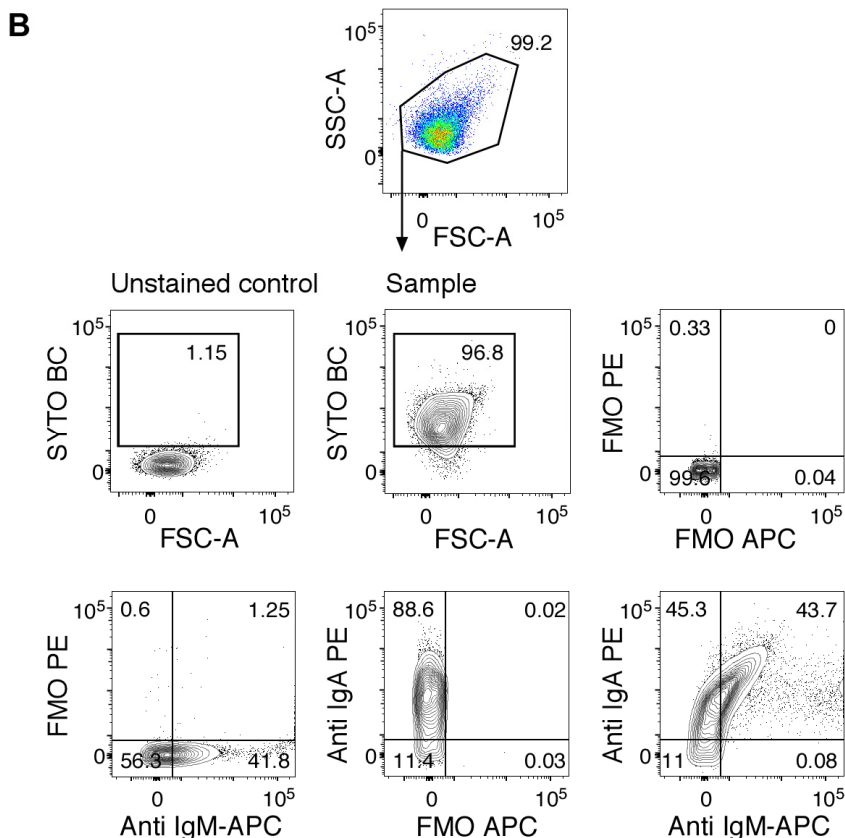 B
10⁵
99.2
SSC-A
0
0
10⁵
FSC-A
Unstained control
Sample
10⁵
1.15
SYTO BC
0
0
10⁵
FSC-A
10⁵
96.8
SYTO BC
0
0
10⁵
FSC-A
10⁵
0.33
0
FMO PE
0
99.6
0.04
0
10⁵
FMO APC
10⁵
0.6
1.25
FMO PE
0
56.3
41.8
0
10⁵
Anti IgM-APC
10⁵
88.6
0.02
Anti IgA PE
0
11.4
0.03
0
10⁵
FMO APC
10⁵
45.3
43.7
Anti IgA PE
0
11
0.08
0
10⁵
Anti IgM-APC